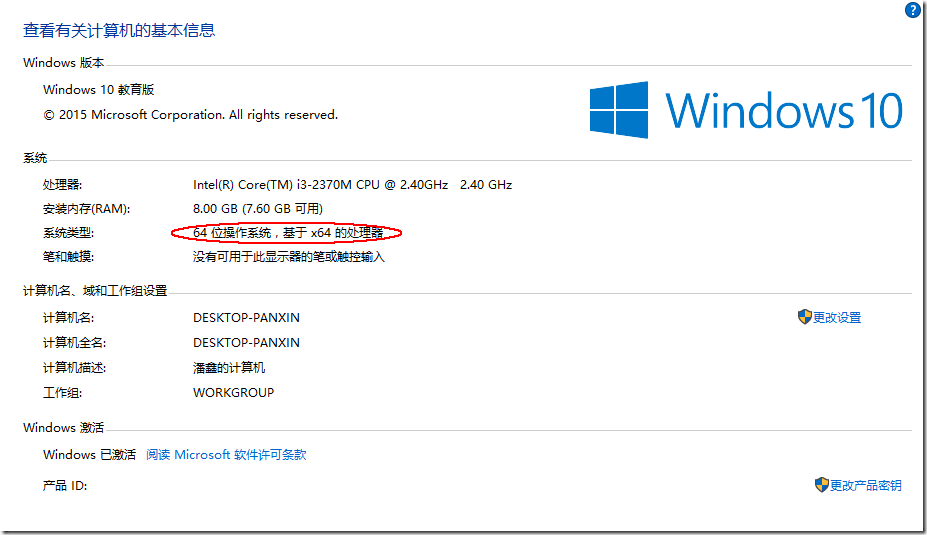 ?
查看有关计算机的基本信息
Windows 版本
Windows 10 教育版
© 2015 Microsoft Corporation. All rights reserved.
Windows 10
系统
处理器: Intel(R) Core(TM) i3-2370M CPU @ 2.40GHz 2.40 GHz
安装内存(RAM): 8.00 GB (7.60 GB 可用)
系统类型: 64 位操作系统，基于 x64 的处理器
笔和触摸: 没有可用于此显示器的笔或触控输入
计算机名、域和工作组设置
计算机名: DESKTOP-PANXIN 更改设置
计算机全名: DESKTOP-PANXIN
计算机描述: 潘鑫的计算机
工作组: WORKGROUP
Windows 激活
Windows 已激活 阅读 Microsoft 软件许可条款
产品 ID: 更改产品密钥